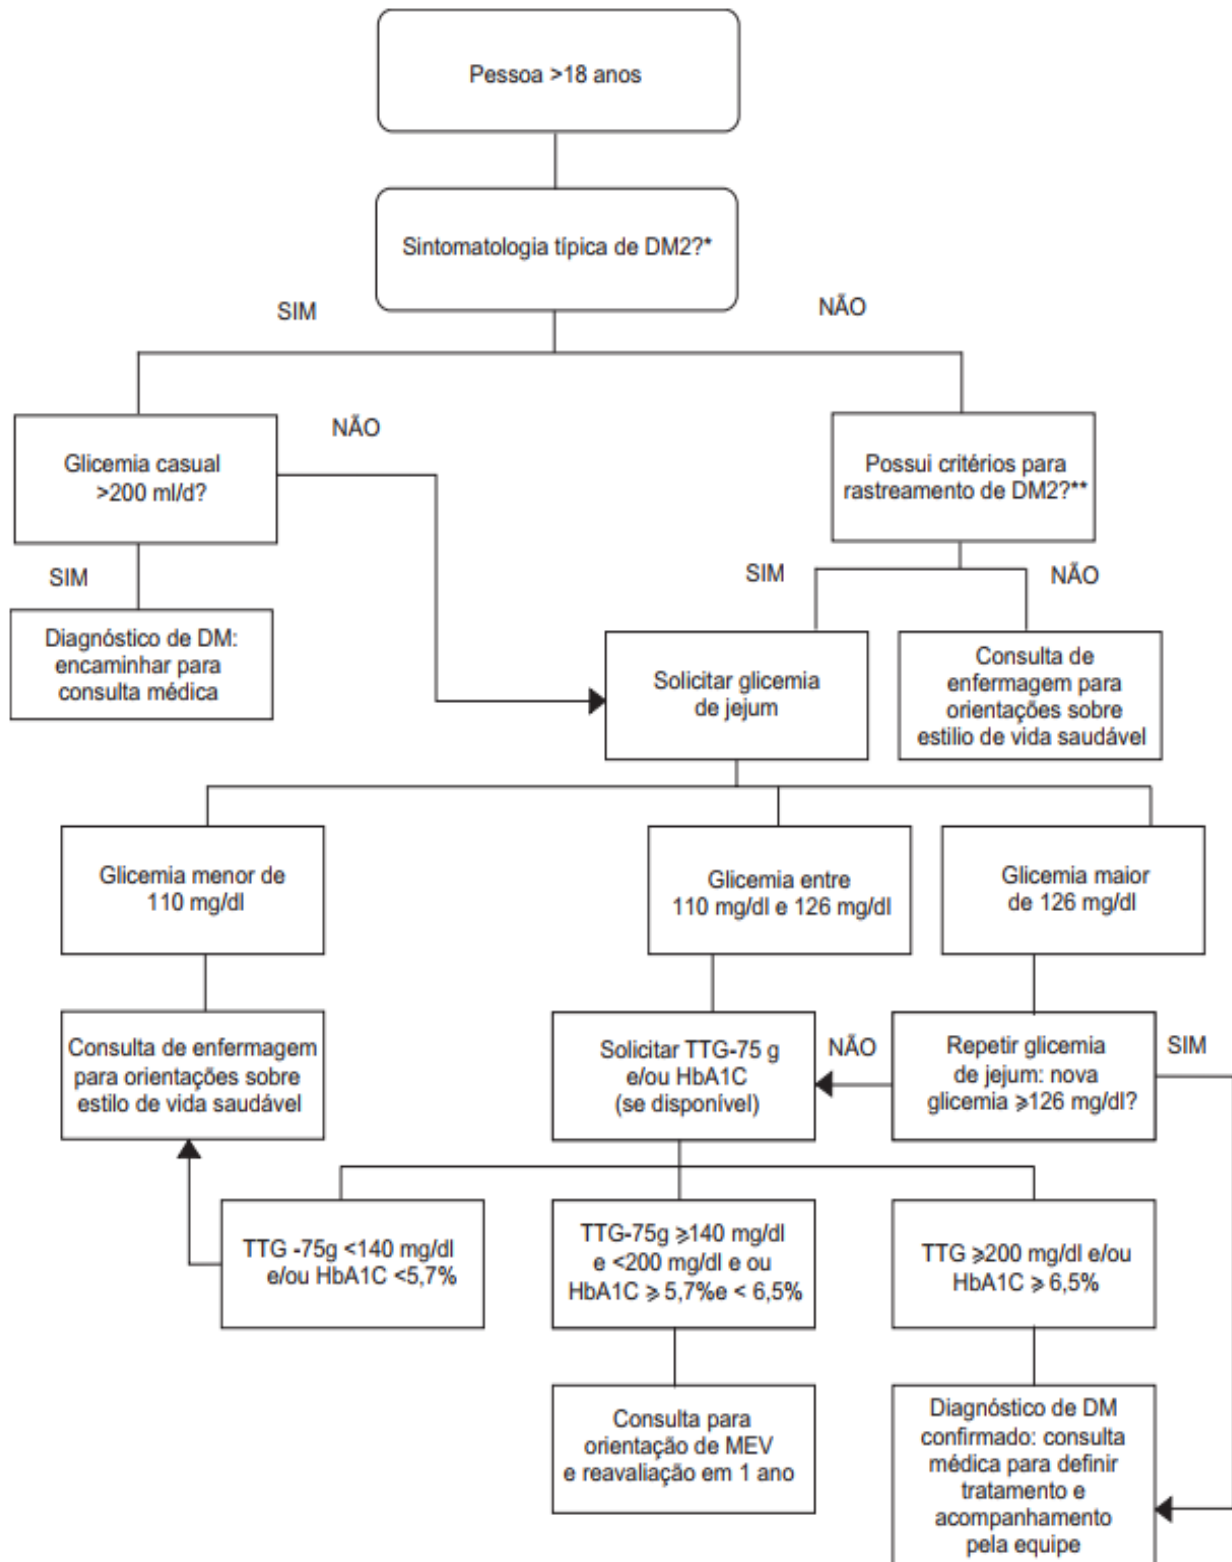 Pessoa >18 anos
Sintomatologia típica de DM2?*
SIM
NÃO
Glicemia casual
>200 ml/d?
NÃO
Possui critérios para
rastreamento de DM2?**
SIM
SIM
NÃO
Diagnóstico de DM:
encaminhar para
consulta médica
Solicitar glicemia
de jejum
Consulta de
enfermagem para
orientações sobre
estilio de vida saudável
Glicemia menor de
110 mg/dl
Glicemia entre
110 mg/dl e 126 mg/dl
Glicemia maior
de 126 mg/dl
Consulta de enfermagem
para orientações sobre
estilo de vida saudável
Solicitar TTG-75 g
e/ou HbA1C
(se disponível)
NÃO
Repetir glicemia
de jejum: nova
glicemia ⩾126 mg/dl?
SIM
TTG -75g <140 mg/dl
e/ou HbA1C <5,7%
TTG-75g ⩾140 mg/dl
e <200 mg/dl e ou
HbA1C ⩾ 5,7%e < 6,5%
TTG ⩾200 mg/dl e/ou
HbA1C ⩾ 6,5%
Consulta para
orientação de MEV
e reavaliação em 1 ano
Diagnóstico de DM
confirmado: consulta
médica para definir
tratamento e
acompanhamento
pela equipe